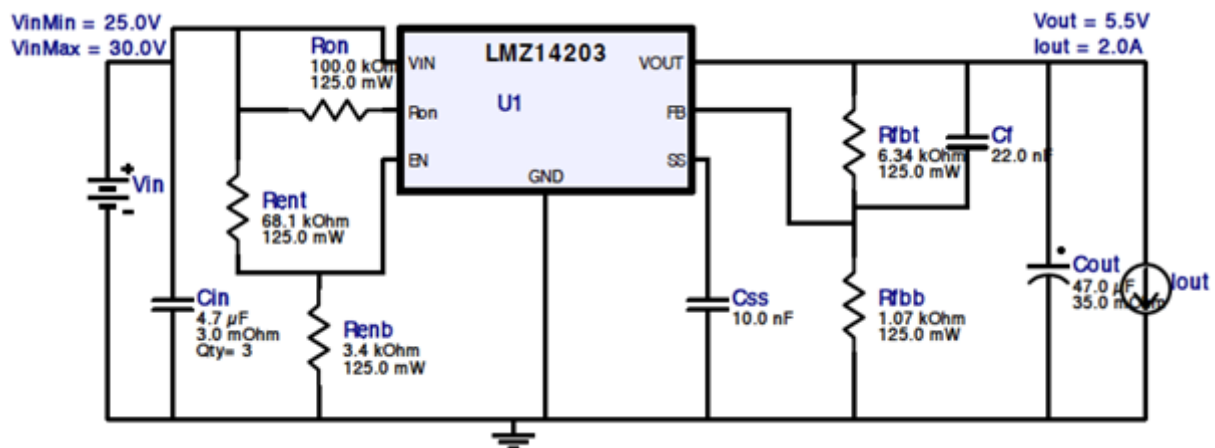 VinMin = 25.0V
VinMax = 30.0V
Vout = 5.5V
Iout = 2.0A
Ron
100.0 kOhm
125.0 mW
LMZ14203
U1
VIN
Ron
EN
GND
VOUT
FB
SS
Rfbt
6.34 kOhm
125.0 mW
Cf
22.0 nF
Vin
+
-
Rent
68.1 kOhm
125.0 mW
Cin
4.7 µF
3.0 mOhm
Qty= 3
Renb
3.4 kOhm
125.0 mW
Css
10.0 nF
Rfbb
1.07 kOhm
125.0 mW
Cout
47.0 µF
35.0 mOhm
Iout